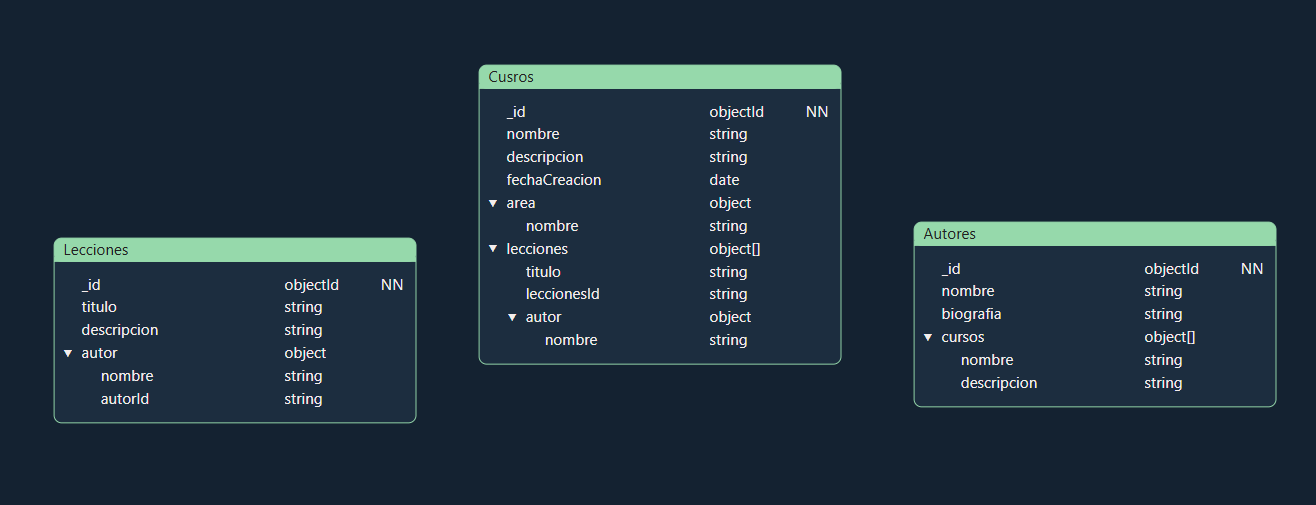 Cusros
_id objectId NN
nombre string
descripcion string
fechaCreacion date
area object
nombre string
lecciones object[]
titulo string
leccionesId string
autor object
nombre string
Lecciones
_id objectId NN
titulo string
descripcion string
autor object
nombre string
autorId string
Autores
_id objectId NN
nombre string
biografia string
cursos object[]
nombre string
descripcion string